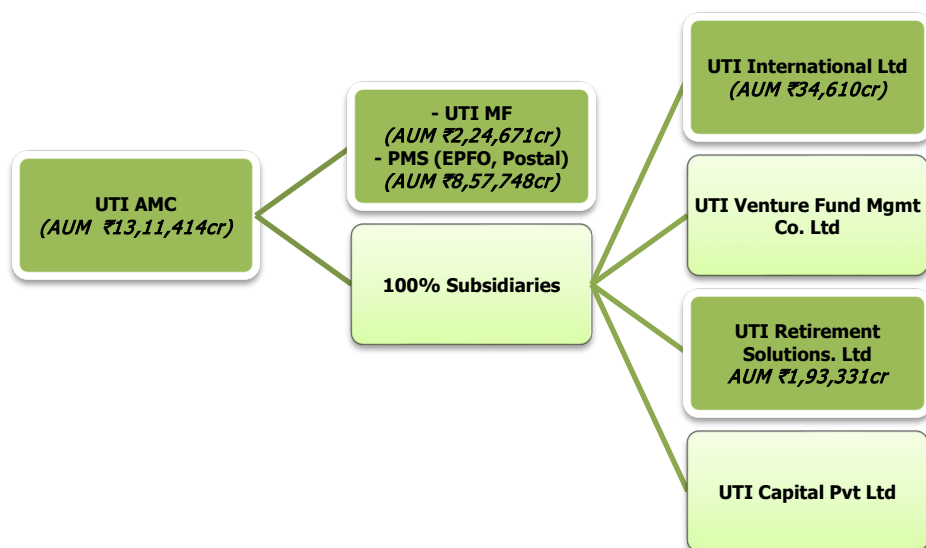 UTI AMC
(AUM ₹13,11,414cr)
- UTI MF
(AUM ₹2,24,671cr)
- PMS (EPFO, Postal)
(AUM ₹8,57,748cr)
100% Subsidiaries
UTI International Ltd
(AUM ₹34,610cr)
UTI Venture Fund Mgmt
Co. Ltd
UTI Retirement
Solutions. Ltd
AUM ₹1,93,331cr
UTI Capital Pvt Ltd